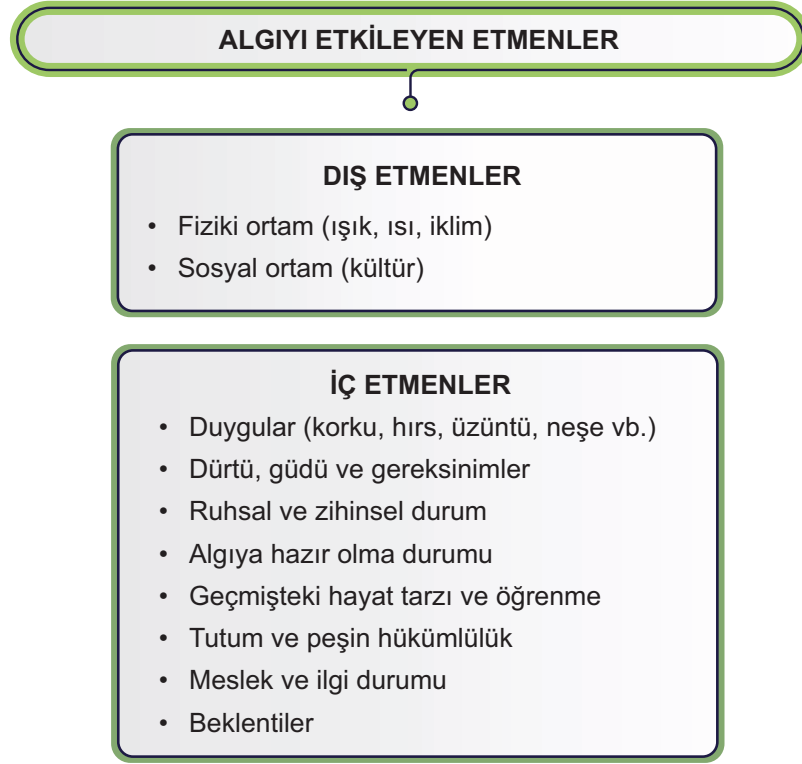 ALGIYI ETKİLEYEN ETMENLER
DIŞ ETMENLER
• Fiziki ortam (ışık, ısı, iklim)
• Sosyal ortam (kültür)
İÇ ETMENLER
• Duygular (korku, hırs, üzüntü, neşe vb.)
• Dürtü, güdü ve gereksinimler
• Ruhsal ve zihinsel durum
• Algıya hazır olma durumu
• Geçmişteki hayat tarzı ve öğrenme
• Tutum ve peşin hükümlülük
• Meslek ve ilgi durumu
• Beklentiler